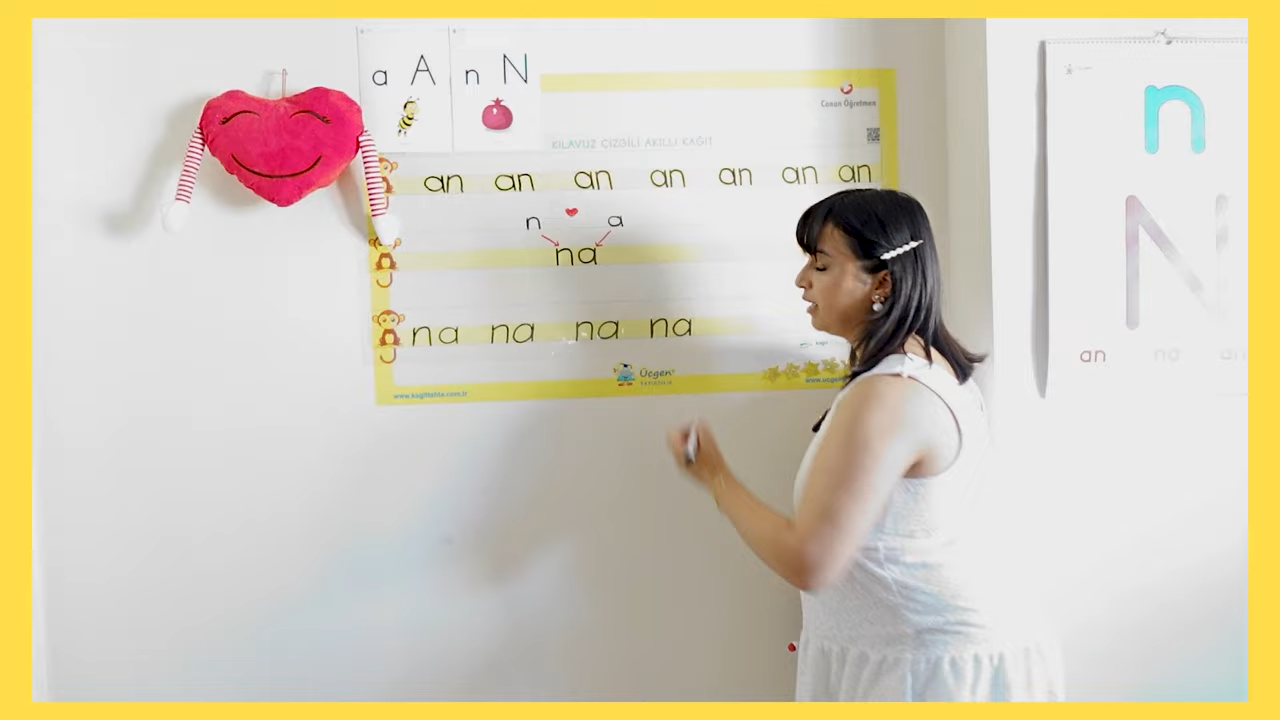 a A n N
Canan Öğretmen
KILAVUZ ÇİZGİLİ AKILLI KAĞIT
an an an an an an an
n a
na
na na na na
Üçgen
www.kagittahta.com.tr
n
N
an na an